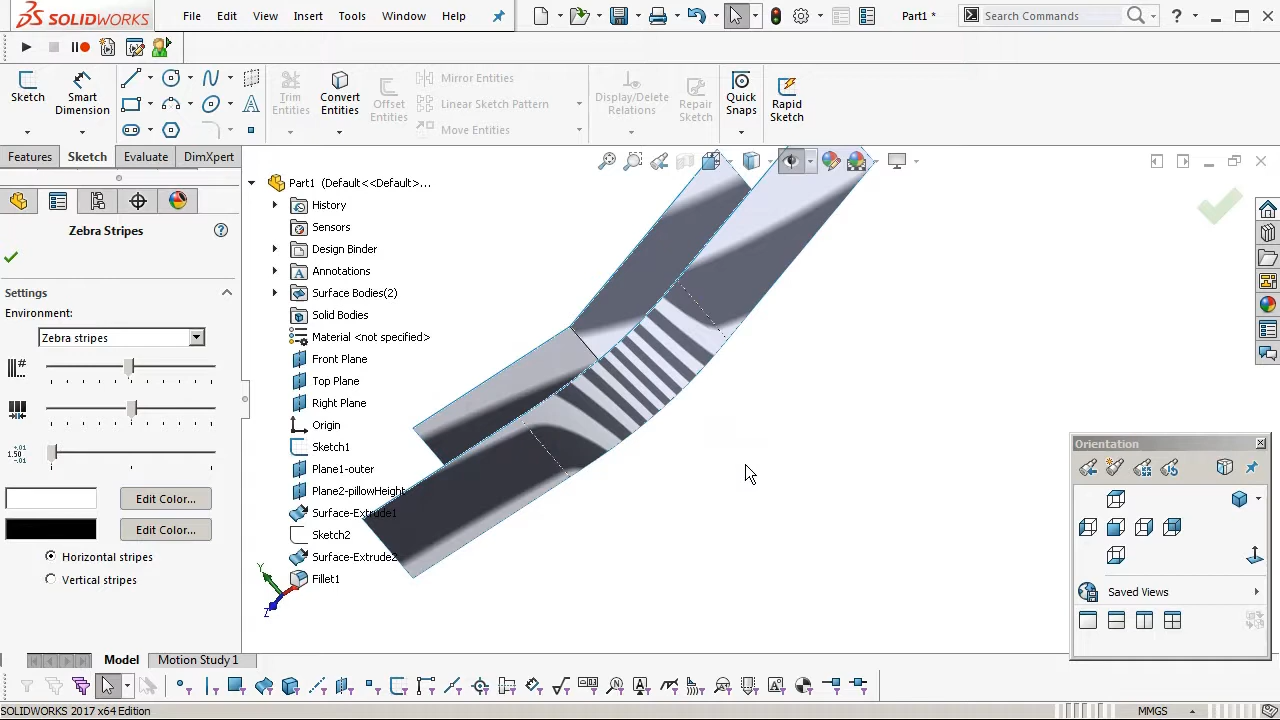 SOLIDWORKS
File
Edit
View
Insert
Tools
Window
Help
Part1 *
Search Commands
?
Sketch
Smart Dimension
Trim Entities
Convert Entities
Offset Entities
Mirror Entities
Linear Sketch Pattern
Move Entities
Display/Delete Relations
Repair Sketch
Quick Snaps
Rapid Sketch
Features
Sketch
Evaluate
DimXpert
Zebra Stripes
Settings
Environment:
Zebra stripes
Edit Color...
Edit Color...
Horizontal stripes
Vertical stripes
Part1 (Default<<Default>...
History
Sensors
Design Binder
Annotations
Surface Bodies(2)
Solid Bodies
Material <not specified>
Front Plane
Top Plane
Right Plane
Origin
Sketch1
Plane1-outer
Plane2-pillowHeight
Surface-Extrude1
Sketch2
Surface-Extrude2
Fillet1
Y
Z
Orientation
Saved Views
Model
Motion Study 1
SOLIDWORKS 2017 x64 Edition
MMGS